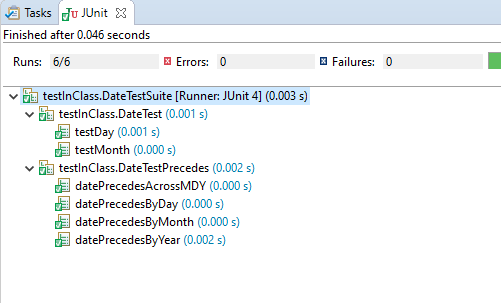 Tasks JUnit
Finished after 0.046 seconds
Runs: 6/6 Errors: 0 Failures: 0
testInClass.DateTestSuite [Runner: JUnit 4] (0.003 s)
testInClass.DateTest (0.001 s)
testDay (0.001 s)
testMonth (0.000 s)
testInClass.DateTestPrecedes (0.002 s)
datePrecedesAcrossMDY (0.000 s)
datePrecedesByDay (0.000 s)
datePrecedesByMonth (0.000 s)
datePrecedesByYear (0.002 s)